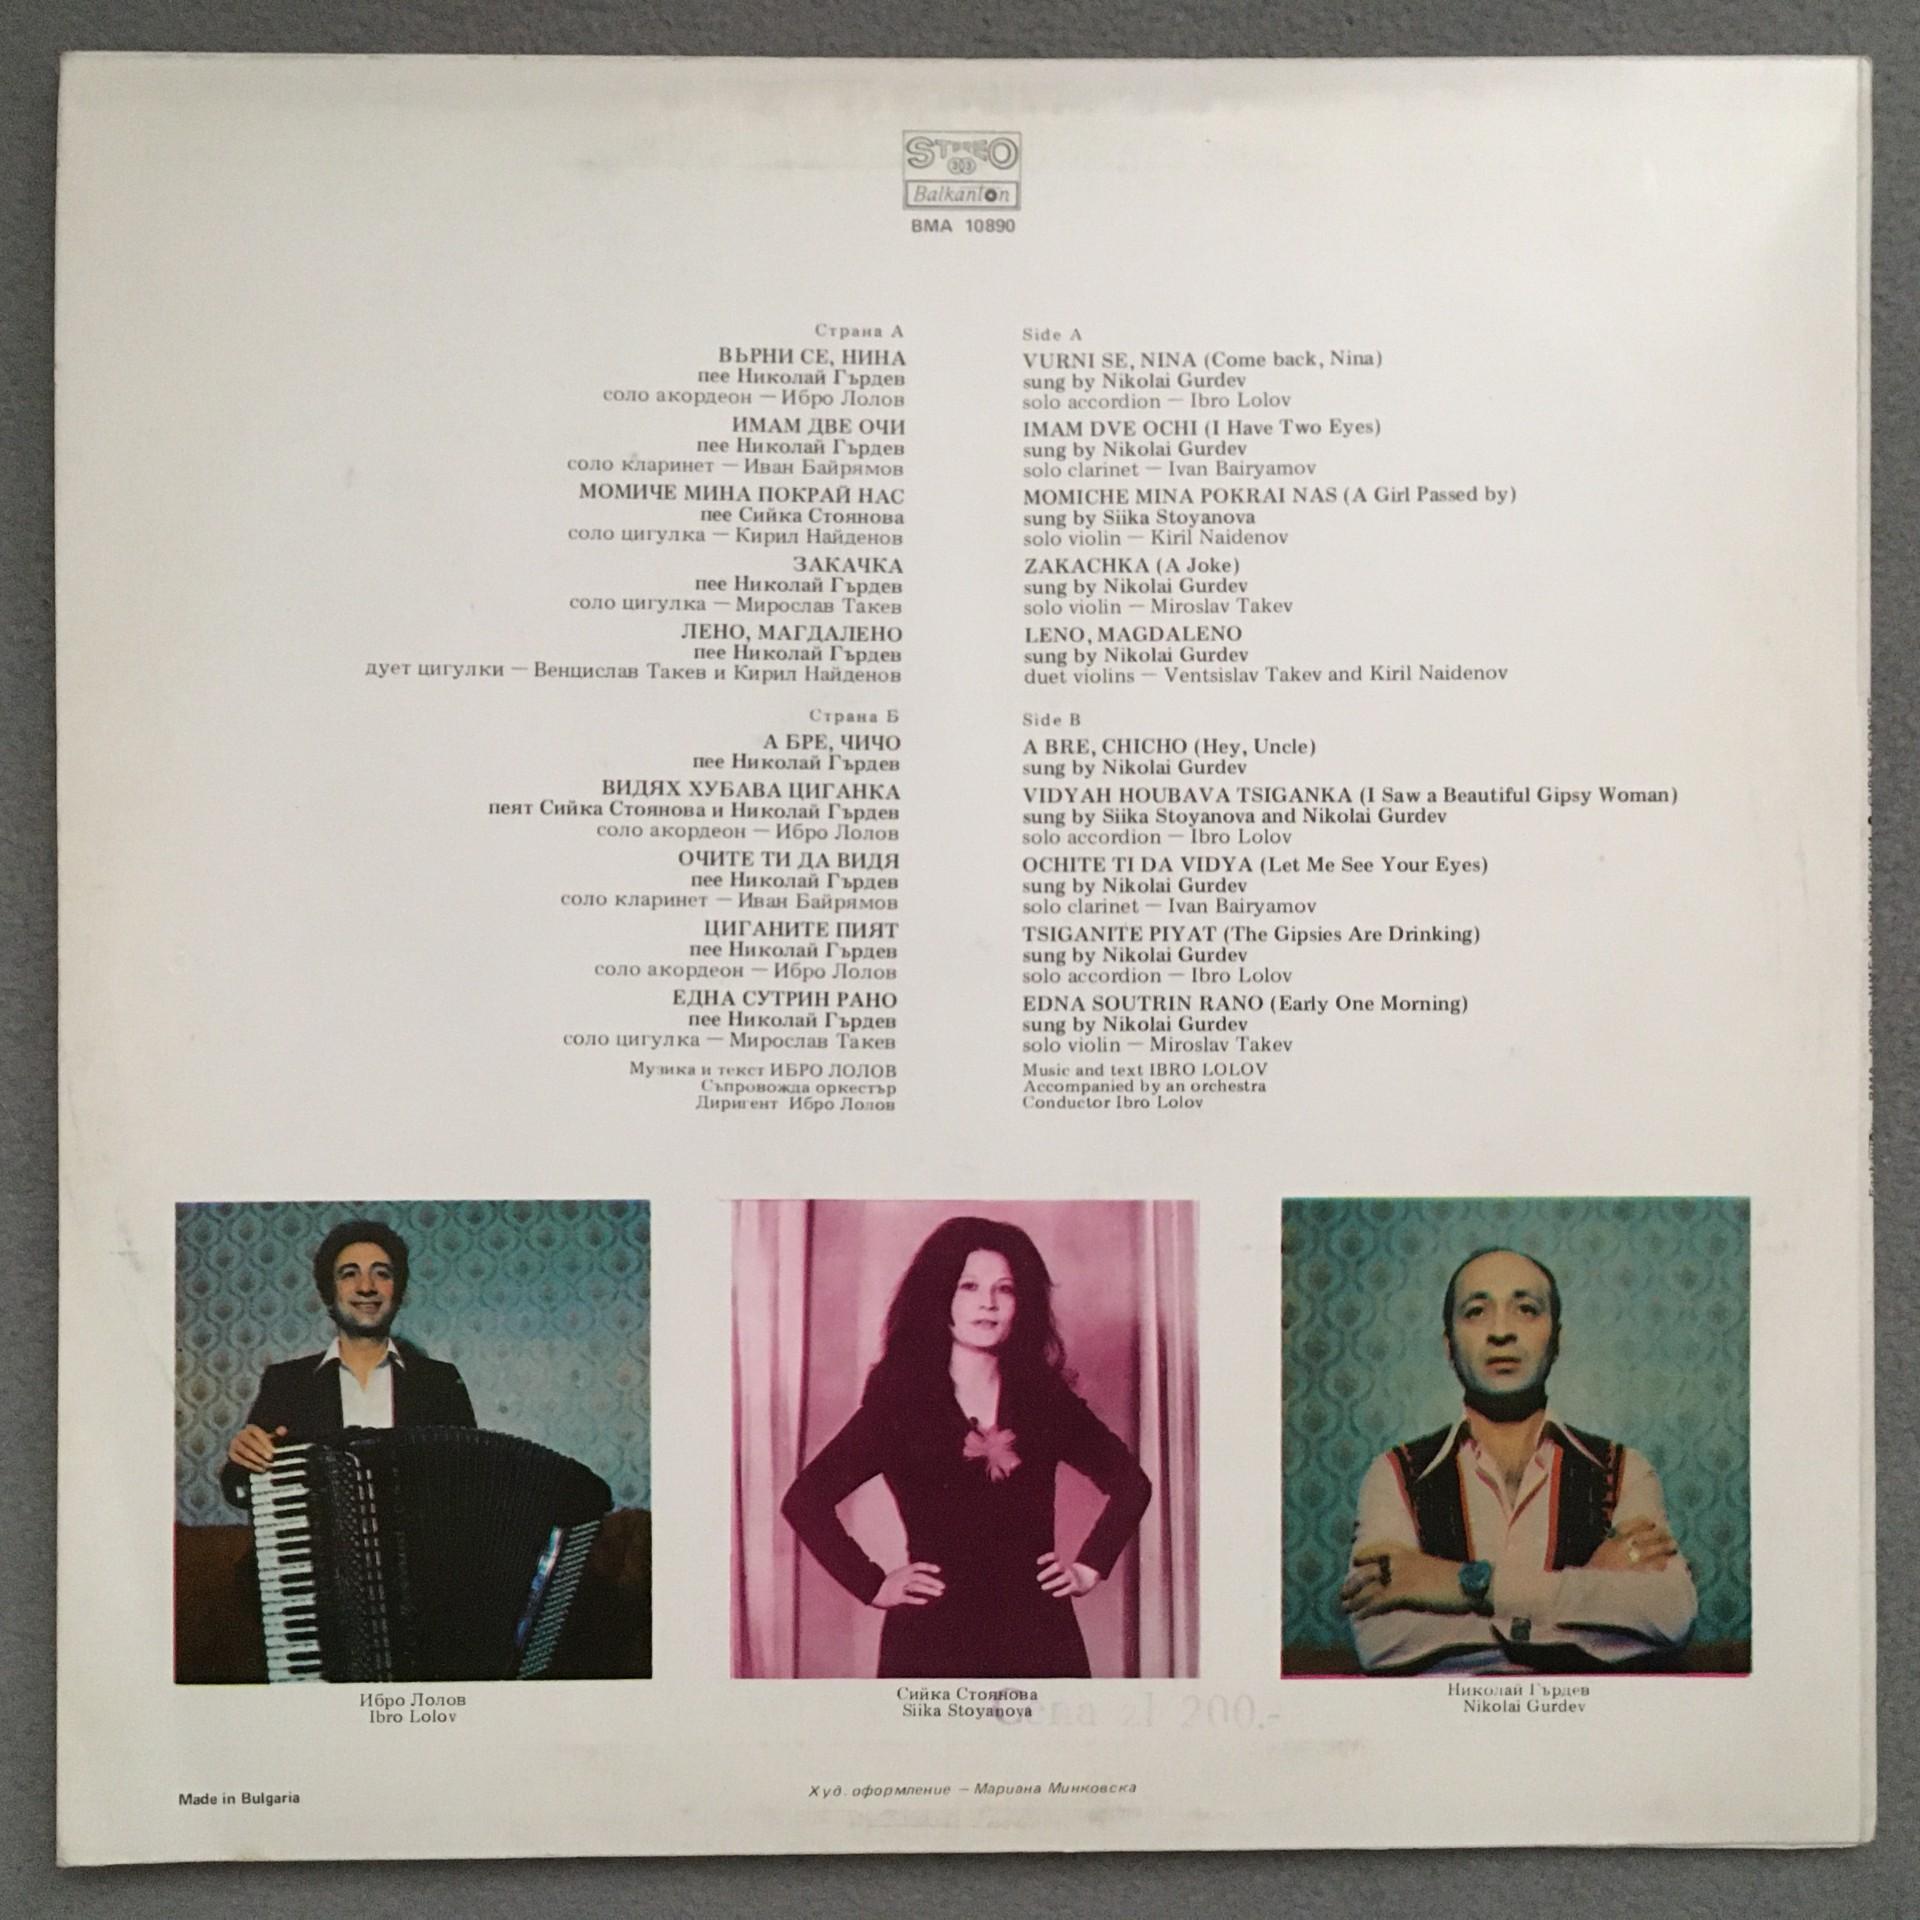 STEREO
33
Balkanton
BMA 10890
Страна А
ВЪРНИ СЕ, НИНА
пее Николай Гърдев
соло акордеон — Ибро Лолов
ИМАМ ДВЕ ОЧИ
пее Николай Гърдев
соло кларинет — Иван Байрямов
МОМИЧЕ МИНА ПОКРАЙ НАС
пее Сийка Стоянова
соло цигулка — Кирил Найденов
ЗАКАЧКА
пее Николай Гърдев
соло цигулка — Мирослав Такев
ЛЕНО, МАГДАЛЕНО
пее Николай Гърдев
дует цигулки — Венцислав Такев и Кирил Найденов
Страна Б
А БРЕ, ЧИЧО
пее Николай Гърдев
ВИДЯХ ХУБАВА ЦИГАНКА
пеят Сийка Стоянова и Николай Гърдев
соло акордеон — Ибро Лолов
ОЧИТЕ ТИ ДА ВИДЯ
пее Николай Гърдев
соло кларинет — Иван Байрямов
ЦИГАНИТЕ ПИЯТ
пее Николай Гърдев
соло акордеон — Ибро Лолов
ЕДНА СУТРИН РАНО
пее Николай Гърдев
соло цигулка — Мирослав Такев
Музика и текст ИБРО ЛОЛОВ
Съпровожда оркестър
Диригент Ибро Лолов
Side A
VURNI SE, NINA (Come back, Nina)
sung by Nikolai Gurdev
solo accordion — Ibro Lolov
IMAM DVE OCHI (I Have Two Eyes)
sung by Nikolai Gurdev
solo clarinet — Ivan Bairyamov
MOMICHE MINA POKRAI NAS (A Girl Passed by)
sung by Siika Stoyanova
solo violin — Kiril Naidenov
ZAKACHKA (A Joke)
sung by Nikolai Gurdev
solo violin — Miroslav Takev
LENO, MAGDALENO
sung by Nikolai Gurdev
duet violins — Ventsislav Takev and Kiril Naidenov
Side B
A BRE, CHICHO (Hey, Uncle)
sung by Nikolai Gurdev
VIDYAH HOUBAVA TSIGANKA (I Saw a Beautiful Gipsy Woman)
sung by Siika Stoyanova and Nikolai Gurdev
solo accordion — Ibro Lolov
OCHITE TI DA VIDYA (Let Me See Your Eyes)
sung by Nikolai Gurdev
solo clarinet — Ivan Bairyamov
TSIGANITE PIYAT (The Gipsies Are Drinking)
sung by Nikolai Gurdev
solo accordion — Ibro Lolov
EDNA SOUTRIN RANO (Early One Morning)
sung by Nikolai Gurdev
solo violin — Miroslav Takev
Music and text IBRO LOLOV
Accompanied by an orchestra
Conductor Ibro Lolov
Ибро Лолов
Ibro Lolov
Сийка Стоянова
Siika Stoyanova
Cena zł 200.-
Николай Гърдев
Nikolai Gurdev
Made in Bulgaria
Худ. оформление — Мариана Минковска